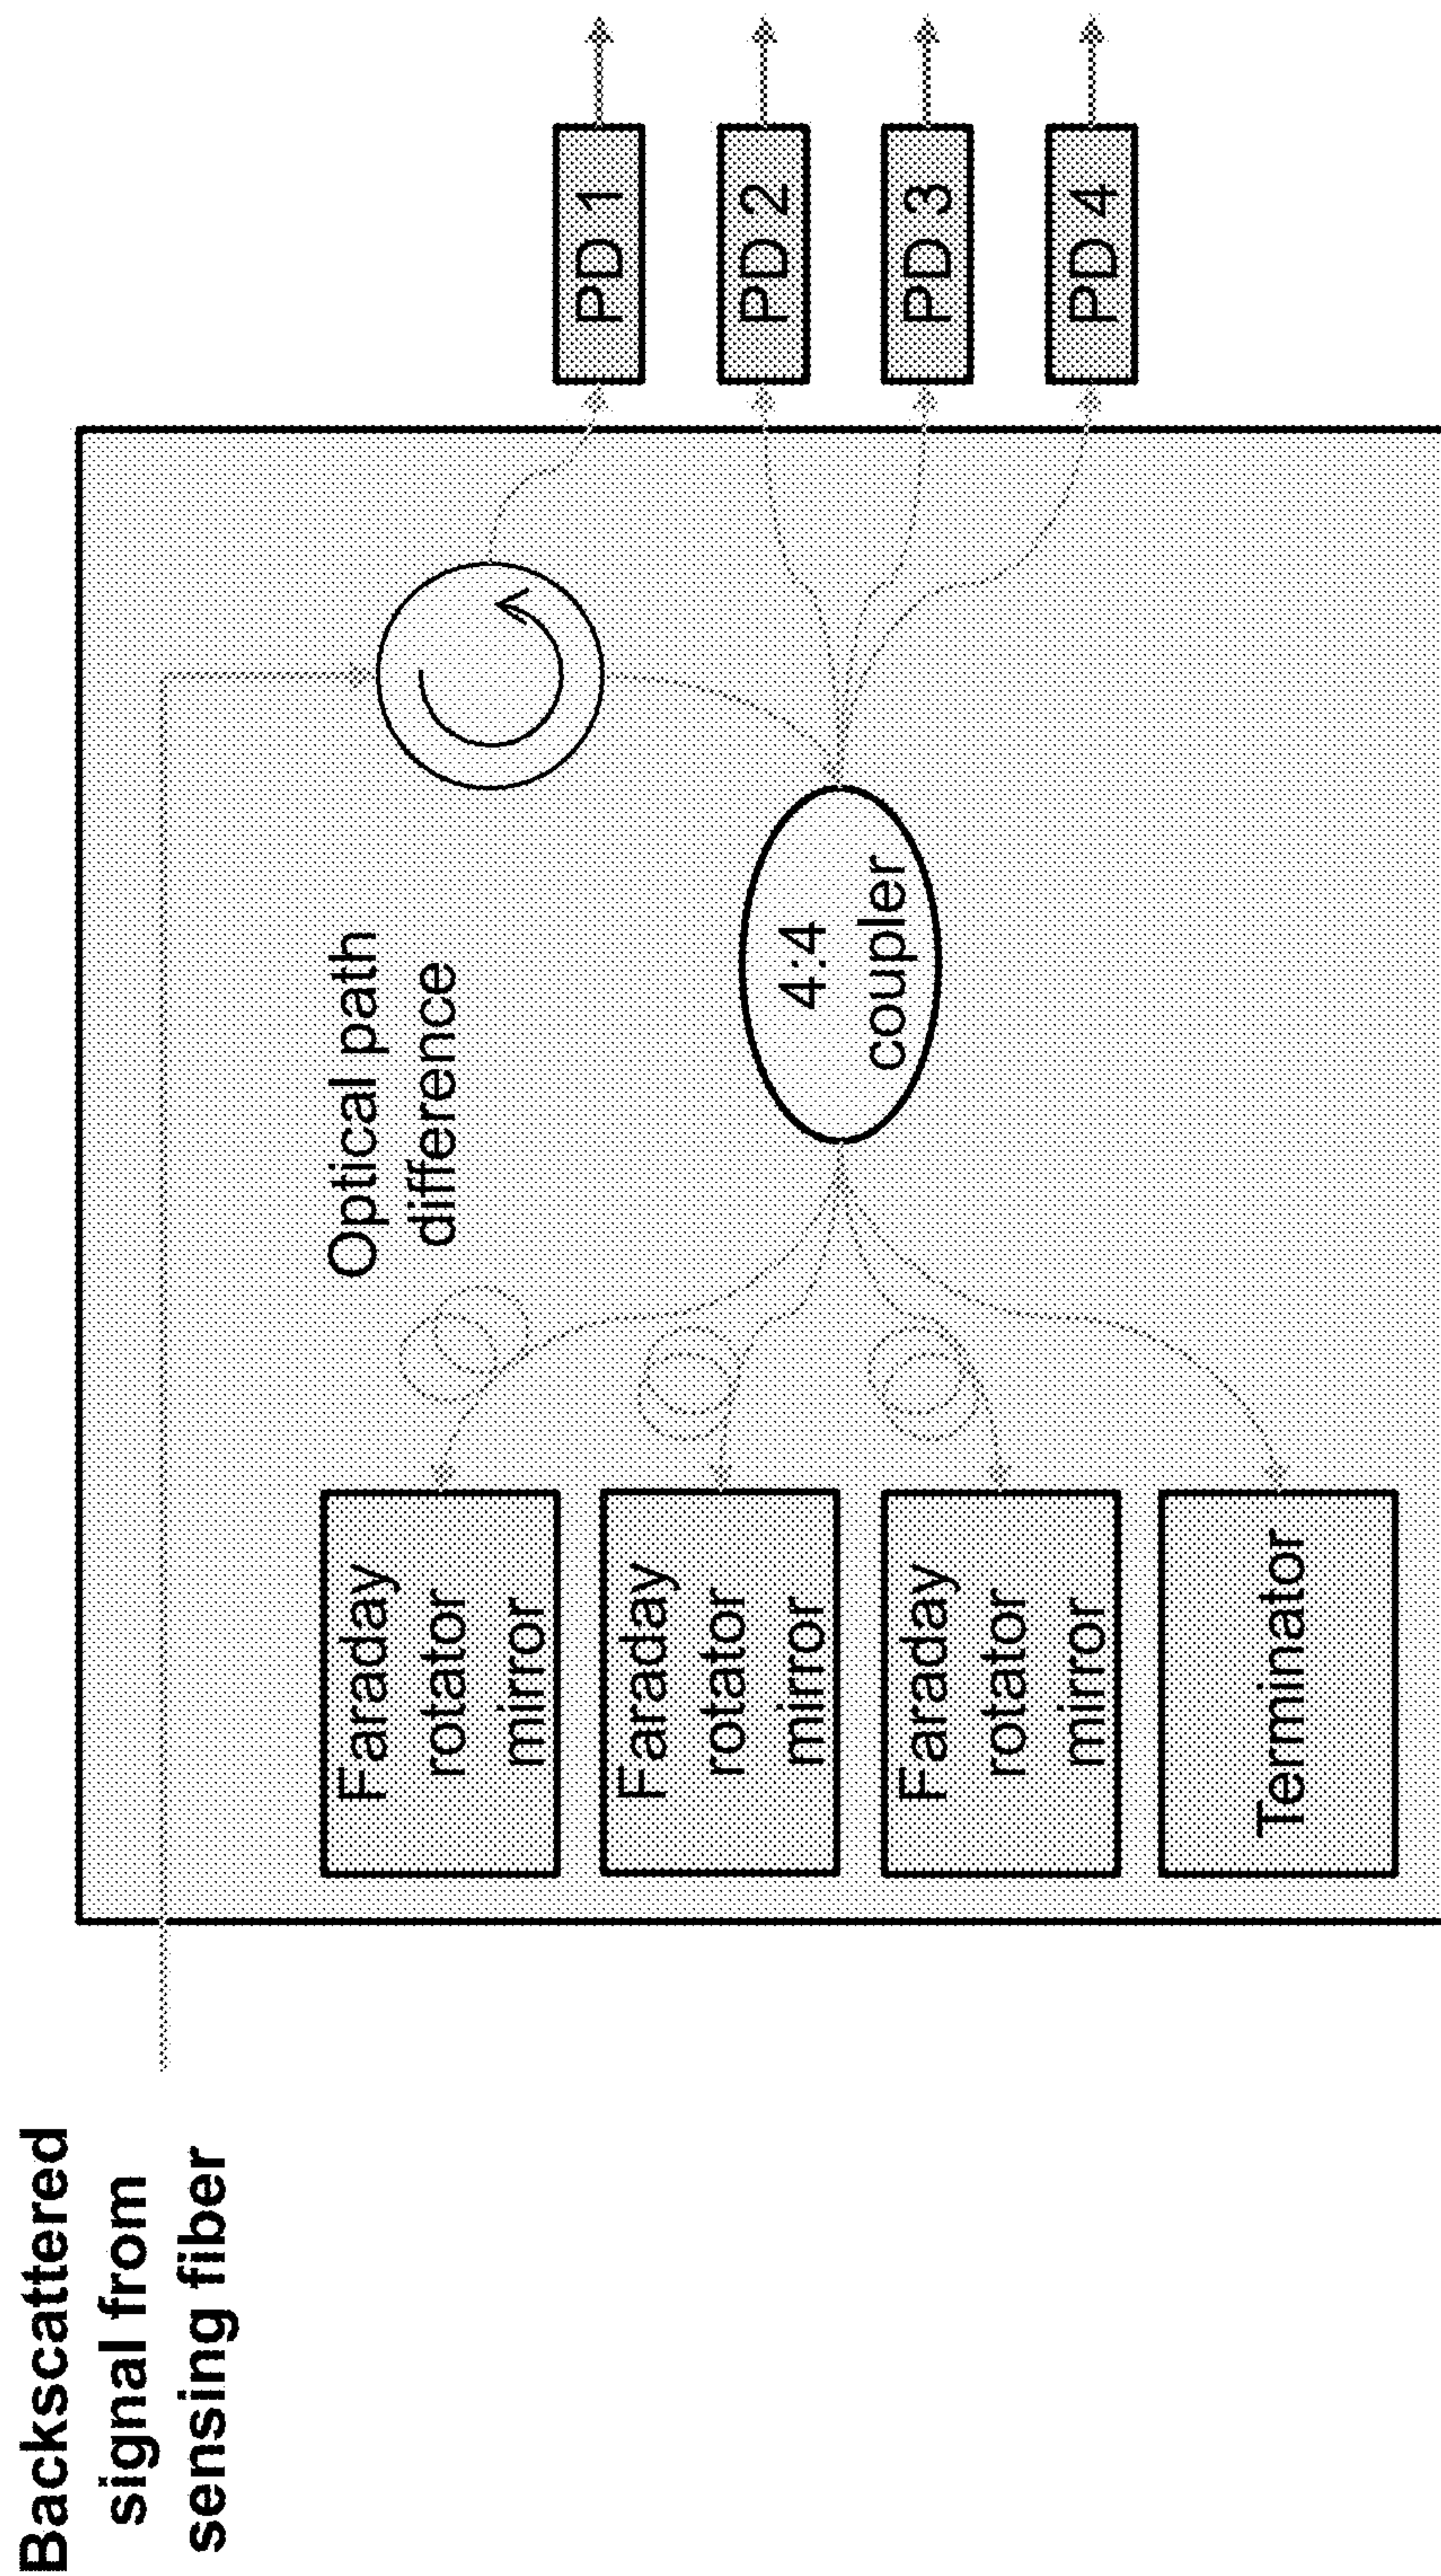 Backscattered
signal from
sensing fiber
Optical path
difference
Faraday
rotator
mirror
Faraday
rotator
mirror
Faraday
rotator
mirror
Terminator
4:4
coupler
PD 1
PD 2
PD 3
PD 4